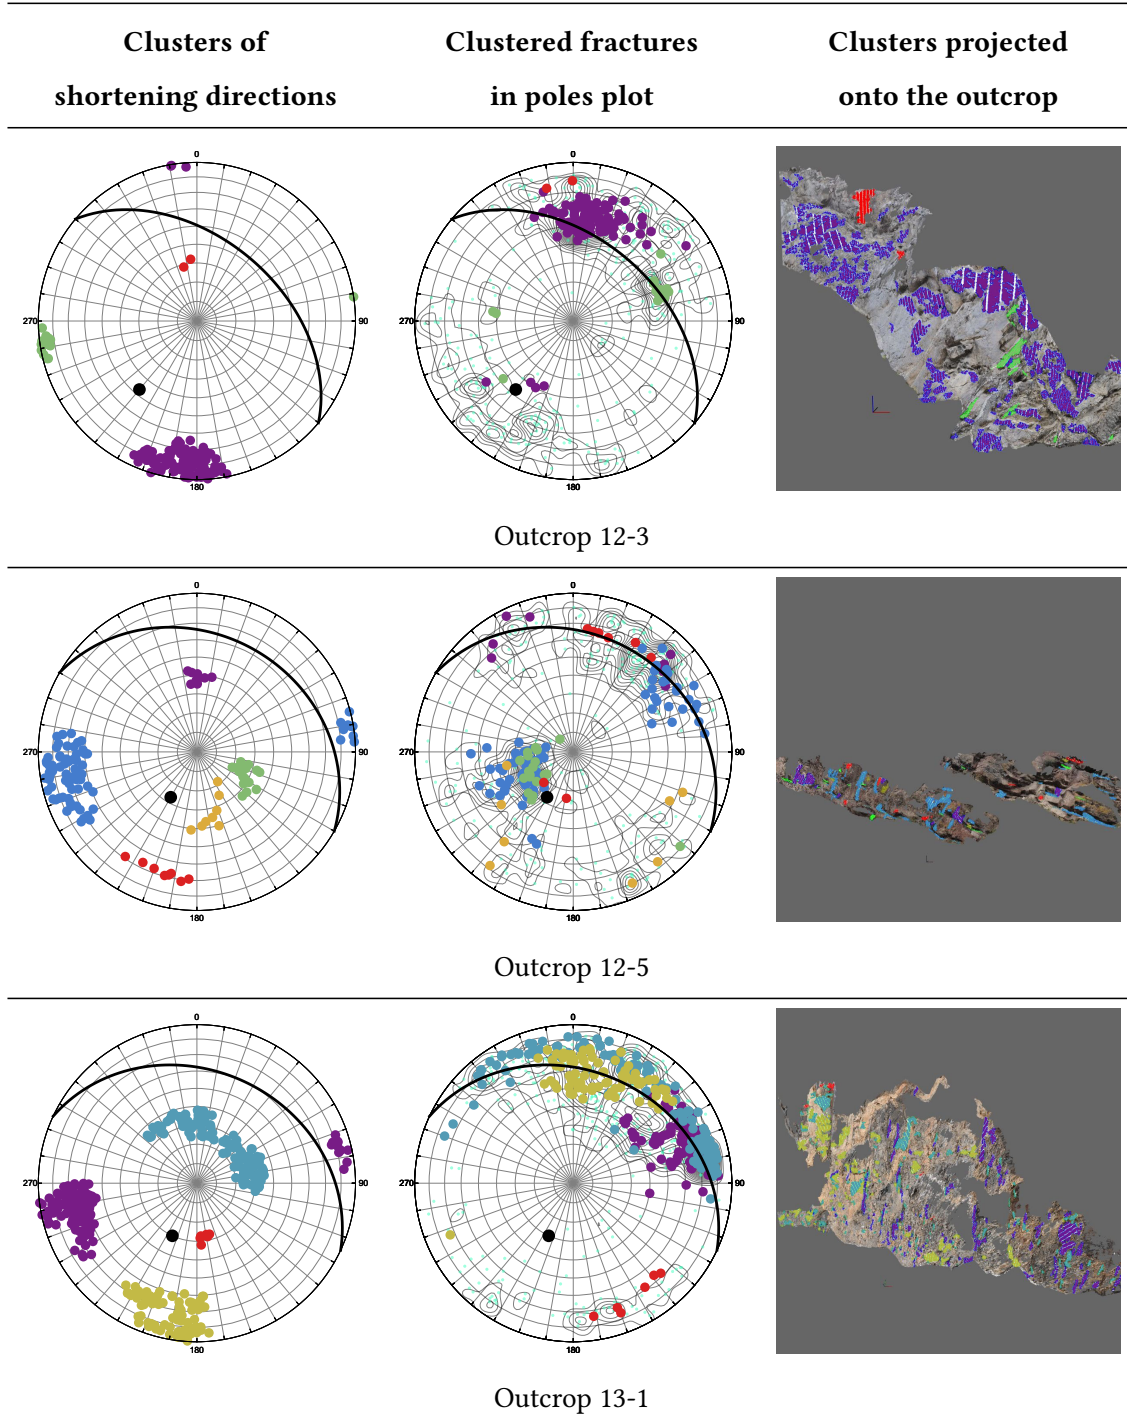 Clusters of
shortening directions
Clustered fractures
in poles plot
Clusters projected
onto the outcrop
0
90
180
270
0
90
180
270
Outcrop 12-3
0
90
180
270
0
90
180
270
Outcrop 12-5
0
90
180
270
0
90
180
270
Outcrop 13-1